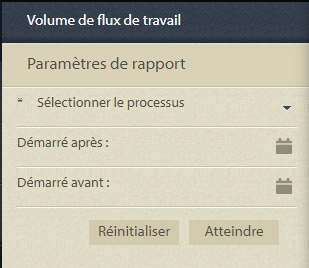 Volume de flux de travail
Paramètres de rapport
* Sélectionner le processus
Démarré après :
Démarré avant :
Réinitialiser Atteindre